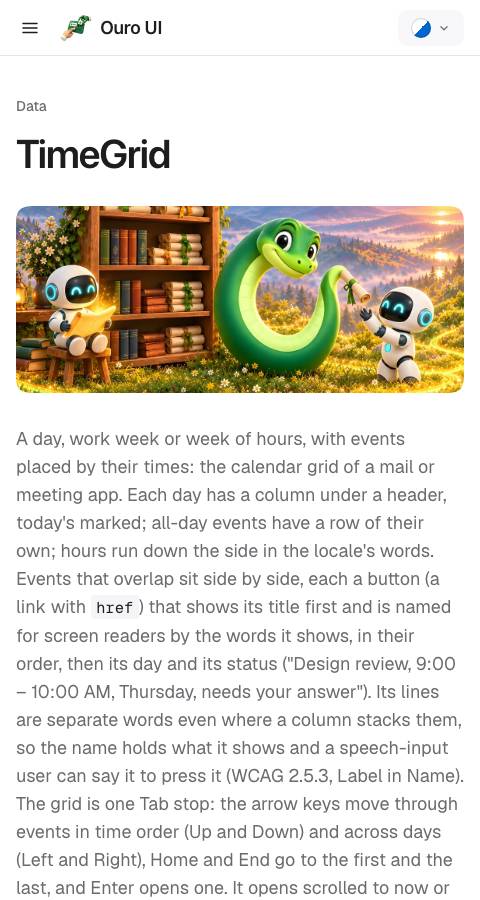 Ouro UI
Data
TimeGrid
A day, work week or week of hours, with events
placed by their times: the calendar grid of a mail or
meeting app. Each day has a column under a header,
today's marked; all-day events have a row of their
own; hours run down the side in the locale's words.
Events that overlap sit side by side, each a button (a
link with href) that shows its title first and is named
for screen readers by the words it shows, in their
order, then its day and its status ("Design review, 9:00
– 10:00 AM, Thursday, needs your answer"). Its lines
are separate words even where a column stacks them,
so the name holds what it shows and a speech-input
user can say it to press it (WCAG 2.5.3, Label in Name).
The grid is one Tab stop: the arrow keys move through
events in time order (Up and Down) and across days
(Left and Right), Home and End go to the first and the
last, and Enter opens one. It opens scrolled to now or